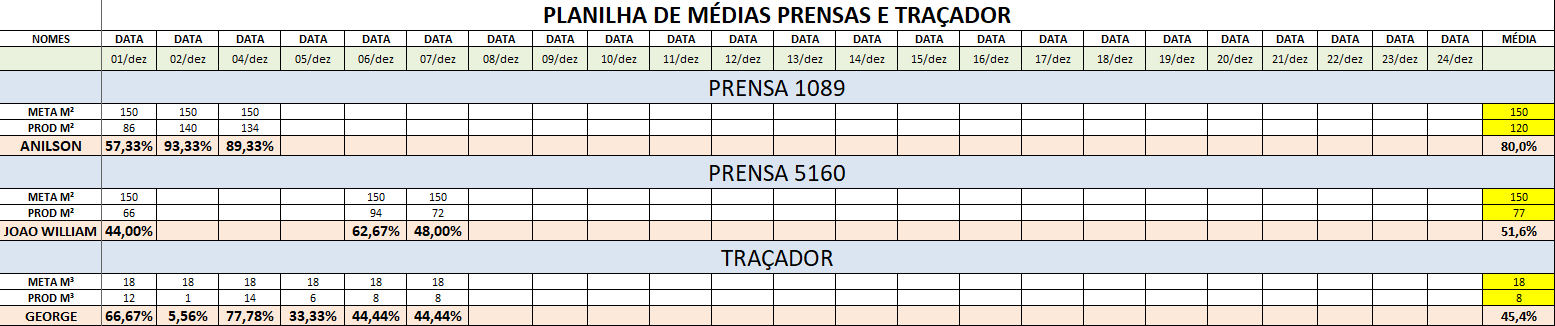 PLANILHA DE MÉDIAS PRENSAS E TRAÇADOR
NOMES DATA DATA DATA DATA DATA DATA DATA DATA DATA DATA DATA DATA DATA DATA DATA DATA DATA DATA DATA DATA DATA DATA DATA MÉDIA
01/dez 02/dez 04/dez 05/dez 06/dez 07/dez 08/dez 09/dez 10/dez 11/dez 12/dez 13/dez 14/dez 15/dez 16/dez 17/dez 18/dez 19/dez 20/dez 21/dez 22/dez 23/dez 24/dez
PRENSA 1089
META M² 150 150 150 150
PROD M² 86 140 134 120
ANILSON 57,33% 93,33% 89,33% 80,0%
PRENSA 5160
META M² 150 150 150 150
PROD M² 66 94 72 77
JOAO WILLIAM 44,00% 62,67% 48,00% 51,6%
TRAÇADOR
META M³ 18 18 18 18 18 18 18
PROD M³ 12 1 14 6 8 8 8
GEORGE 66,67% 5,56% 77,78% 33,33% 44,44% 44,44% 45,4%